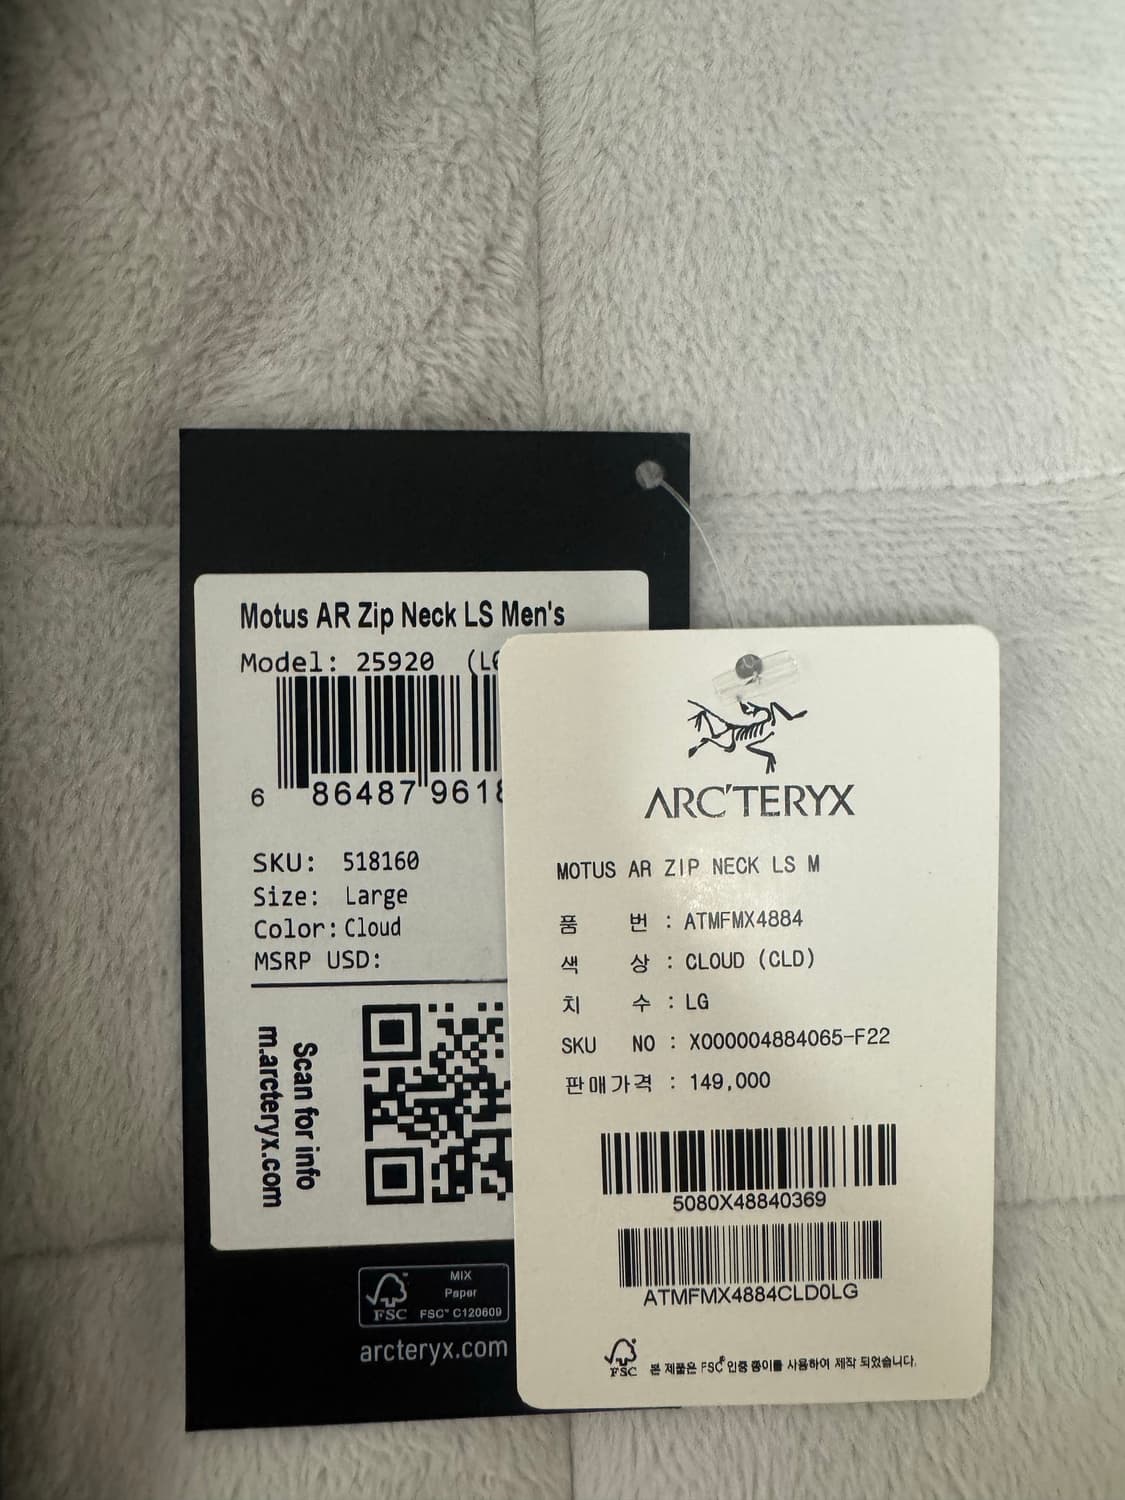 Motus AR Zip Neck LS Men's
Model: 25920
6 86487 961
SKU: 518160
Size: Large
Color: Cloud
MSRP USD:
Scan for info
m.arcteryx.com
FSC
MIX
Paper
FSC™ C120609
arcteryx.com
ARC'TERYX
MOTUS AR ZIP NECK LS M
품 번 : ATMFMX4884
색 상 : CLOUD (CLD)
치 수 : LG
SKU NO : X000004884065-F22
판매가격 : 149,000
5080X48840369
ATMFMX4884CLD0LG
FSC 본 제품은 FSC® 인증 종이를 사용하여 제작 되었습니다.